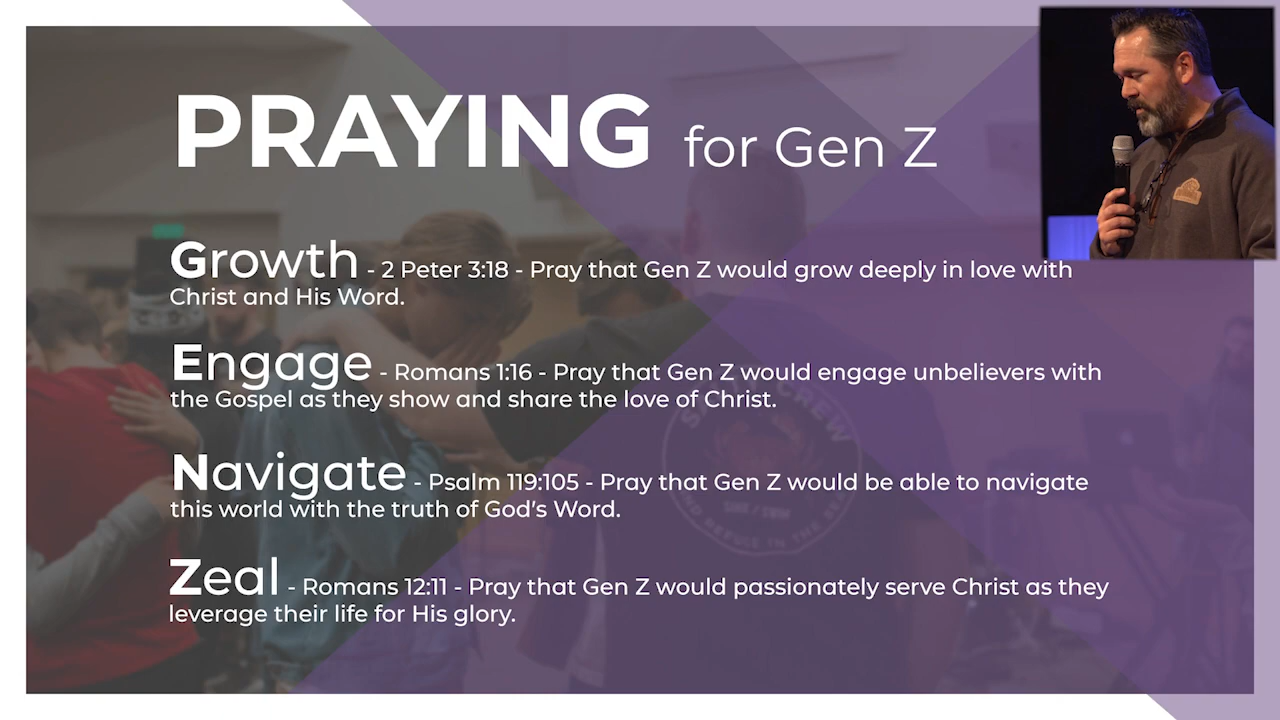 PRAYING for Gen Z
Growth - 2 Peter 3:18 - Pray that Gen Z would grow deeply in love with
Christ and His Word.
Engage - Romans 1:16 - Pray that Gen Z would engage unbelievers with
the Gospel as they show and share the love of Christ.
Navigate - Psalm 119:105 - Pray that Gen Z would be able to navigate
this world with the truth of God's Word.
Zeal - Romans 12:11 - Pray that Gen Z would passionately serve Christ as they
leverage their life for His glory.
CREW
REFUGE IN THE